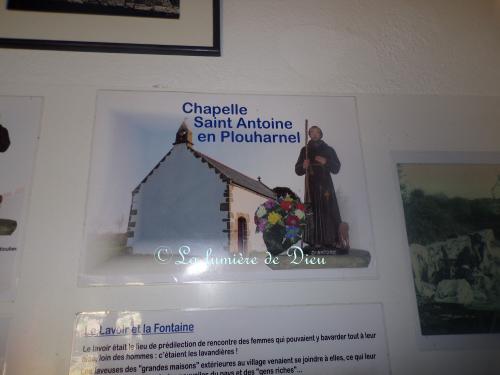 Chapelle
Saint Antoine
en Plouharnel
© La lumière de Dieu
Le Lavoir et la Fontaine
Le lavoir était le lieu de prédilection de rencontre des femmes qui pouvaient y bavarder tout à leur
loin des hommes : c'étaient les lavandières !
laveuses des "grandes maisons" extérieures au village venaient se joindre à elles, ce qui leur
du pays et des "gens riches"...